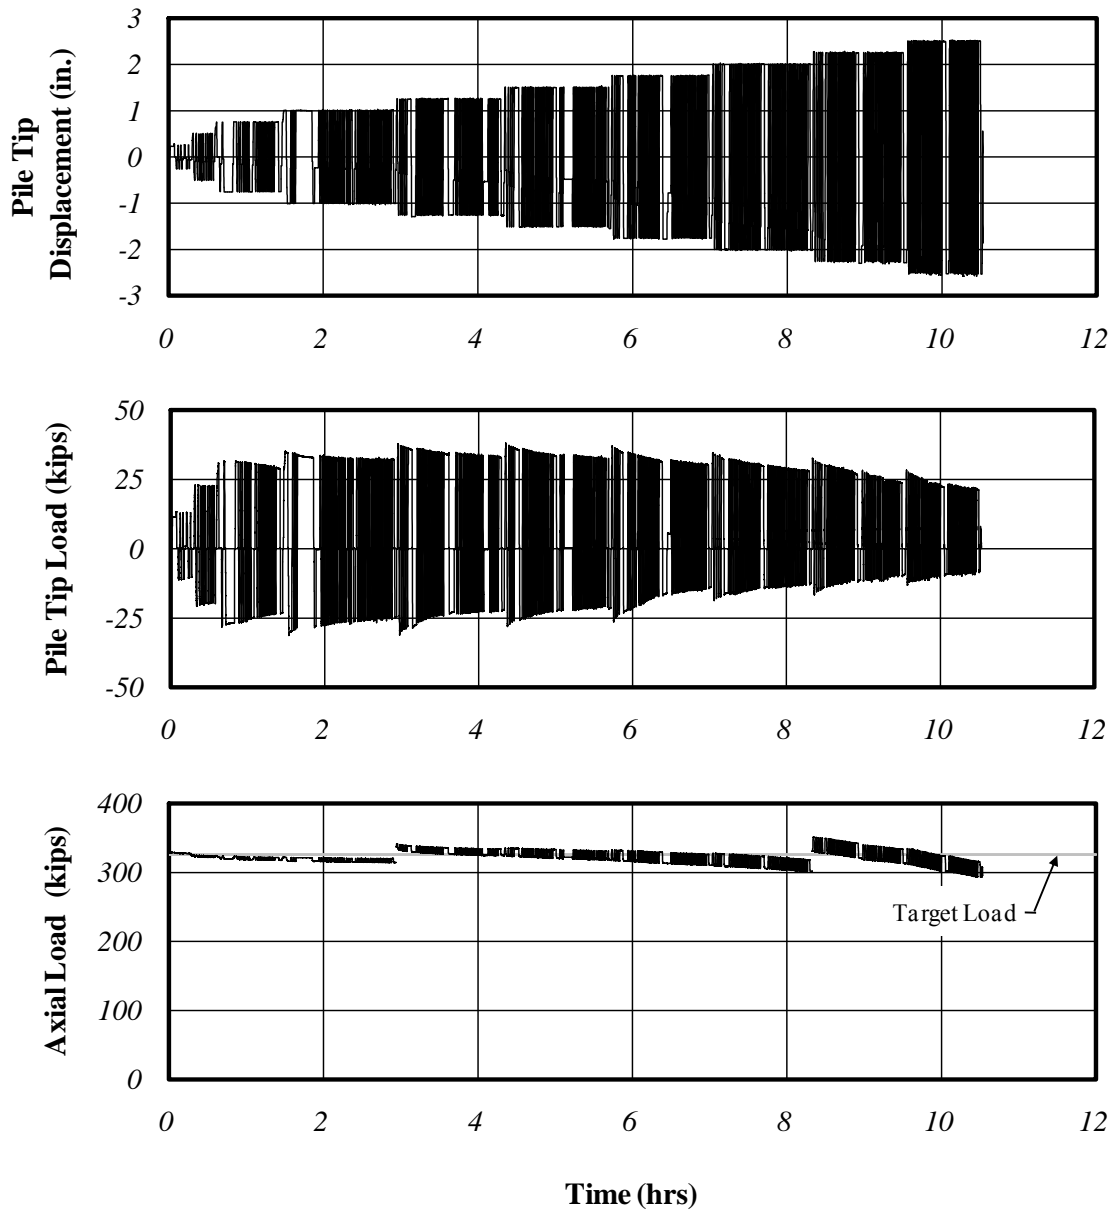 Pile Tip
Displacement (in.)
3
2
1
0
-1
-2
-3
0 2 4 6 8 10 12
Pile Tip Load (kips)
50
25
0
-25
-50
0 2 4 6 8 10 12
Axial Load (kips)
400
300
200
100
0
Target Load
0 2 4 6 8 10 12
Time (hrs)